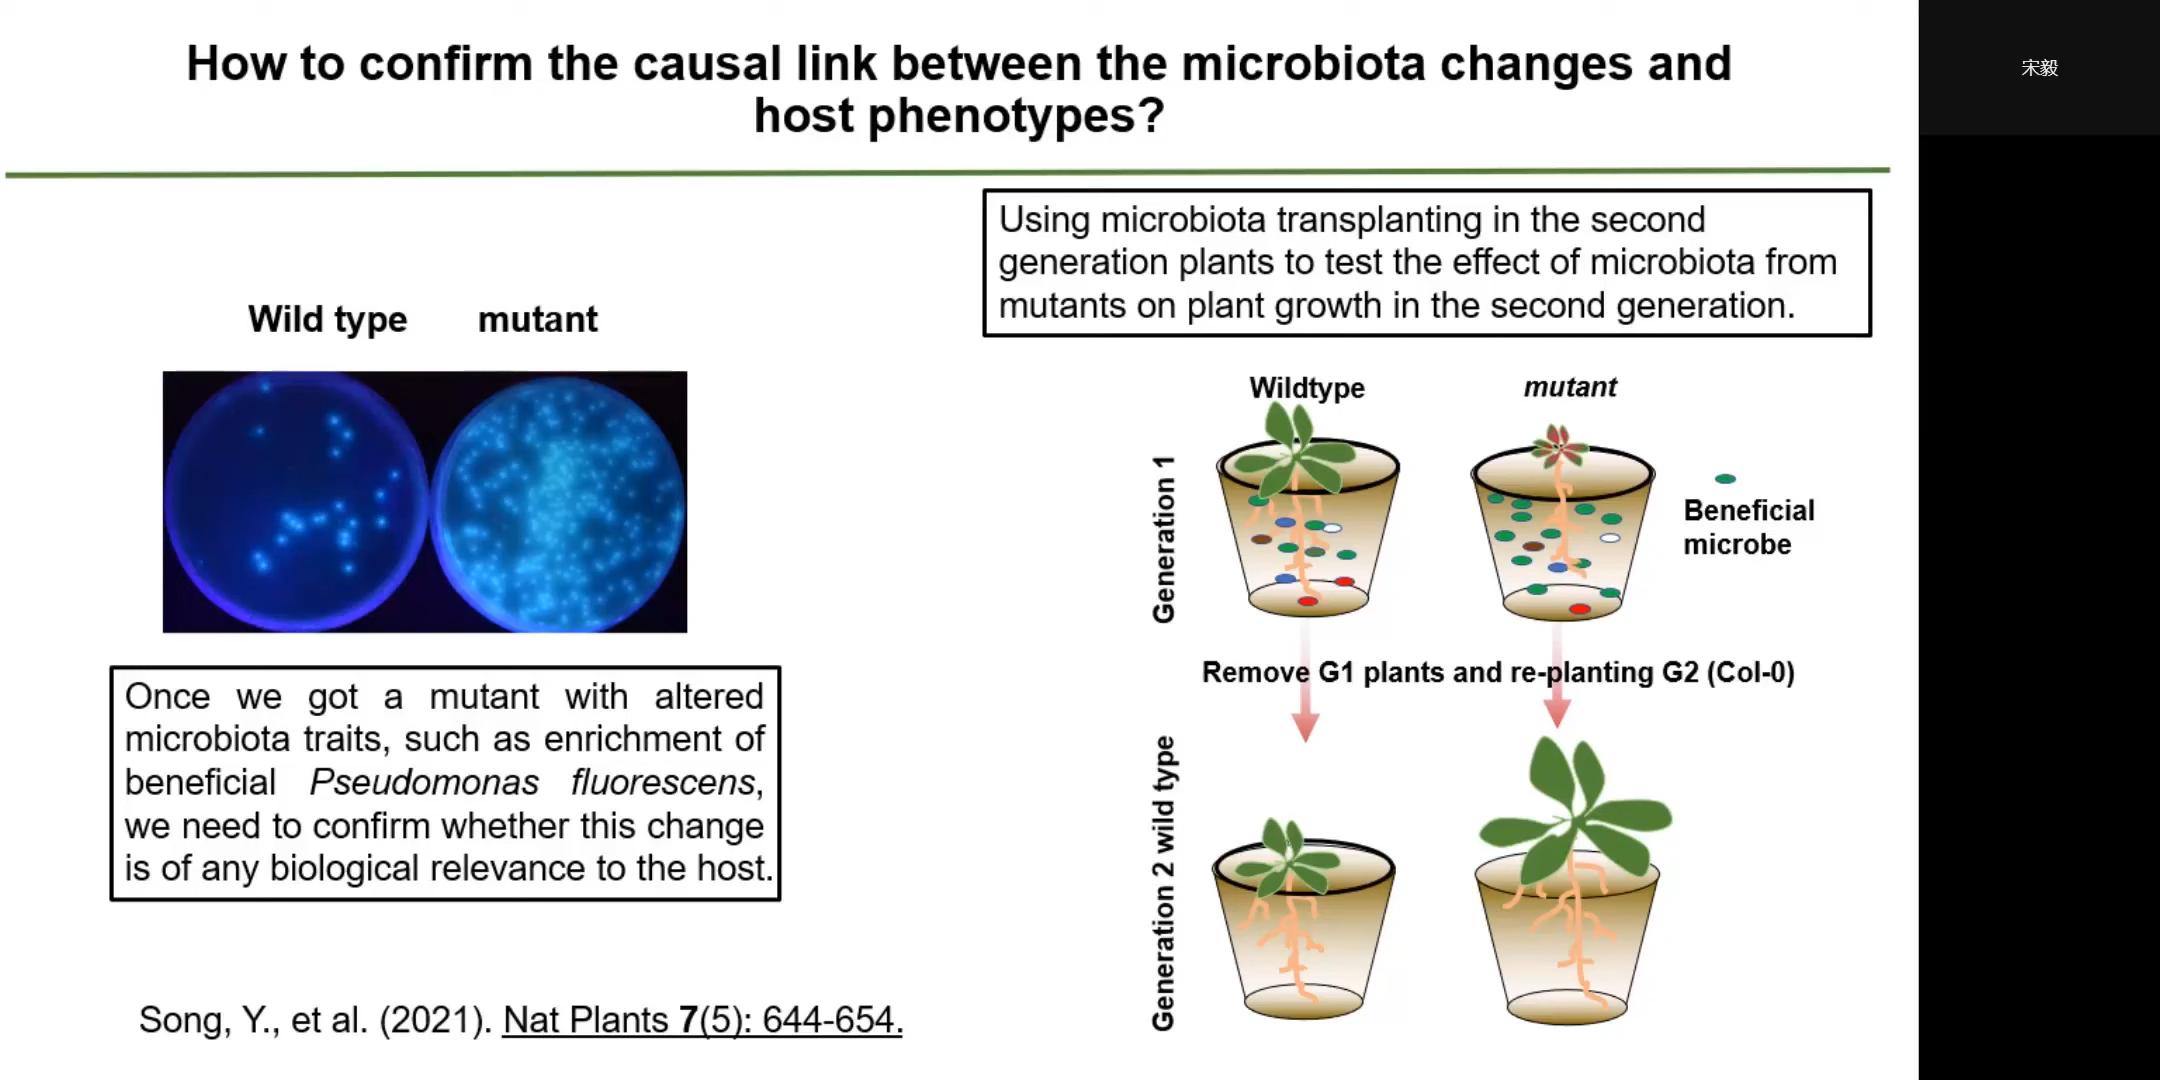 How to confirm the causal link between the microbiota changes and
host phenotypes?
宋毅
Using microbiota transplanting in the second
generation plants to test the effect of microbiota from
mutants on plant growth in the second generation.
Wild type mutant
Once we got a mutant with altered
microbiota traits, such as enrichment of
beneficial Pseudomonas fluorescens,
we need to confirm whether this change
is of any biological relevance to the host.
Song, Y., et al. (2021). Nat Plants 7(5): 644-654.
Wildtype mutant
Generation 1
Beneficial
microbe
Remove G1 plants and re-planting G2 (Col-0)
Generation 2 wild type